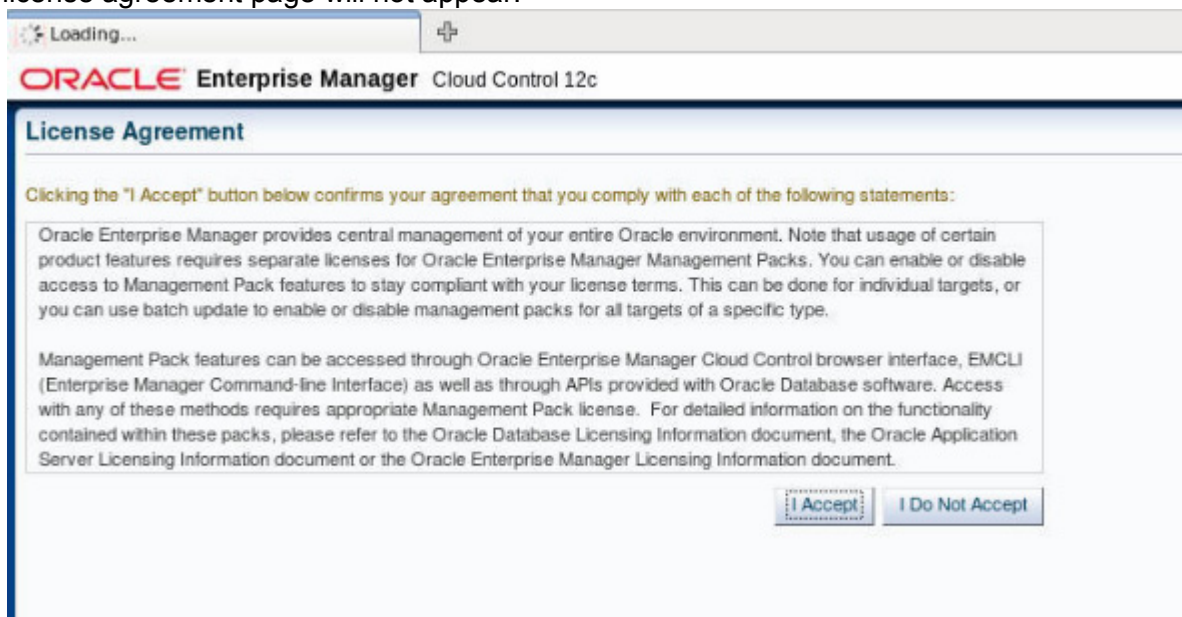 license agreement page will not appear.
Loading...
ORACLE Enterprise Manager Cloud Control 12c
License Agreement
Clicking the "I Accept" button below confirms your agreement that you comply with each of the following statements:
Oracle Enterprise Manager provides central management of your entire Oracle environment. Note that usage of certain
product features requires separate licenses for Oracle Enterprise Manager Management Packs. You can enable or disable
access to Management Pack features to stay compliant with your license terms. This can be done for individual targets, or
you can use batch update to enable or disable management packs for all targets of a specific type.
Management Pack features can be accessed through Oracle Enterprise Manager Cloud Control browser interface, EMCLI
(Enterprise Manager Command-line Interface) as well as through APIs provided with Oracle Database software. Access
with any of these methods requires appropriate Management Pack license. For detailed information on the functionality
contained within these packs, please refer to the Oracle Database Licensing Information document, the Oracle Application
Server Licensing Information document or the Oracle Enterprise Manager Licensing Information document.
I Accept I Do Not Accept